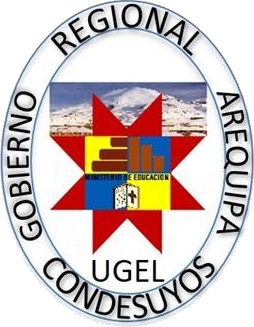 GOBIERNO REGIONAL AREQUIPA
MINISTERIO DE EDUCACIÓN
UGEL
CONDESUYOS